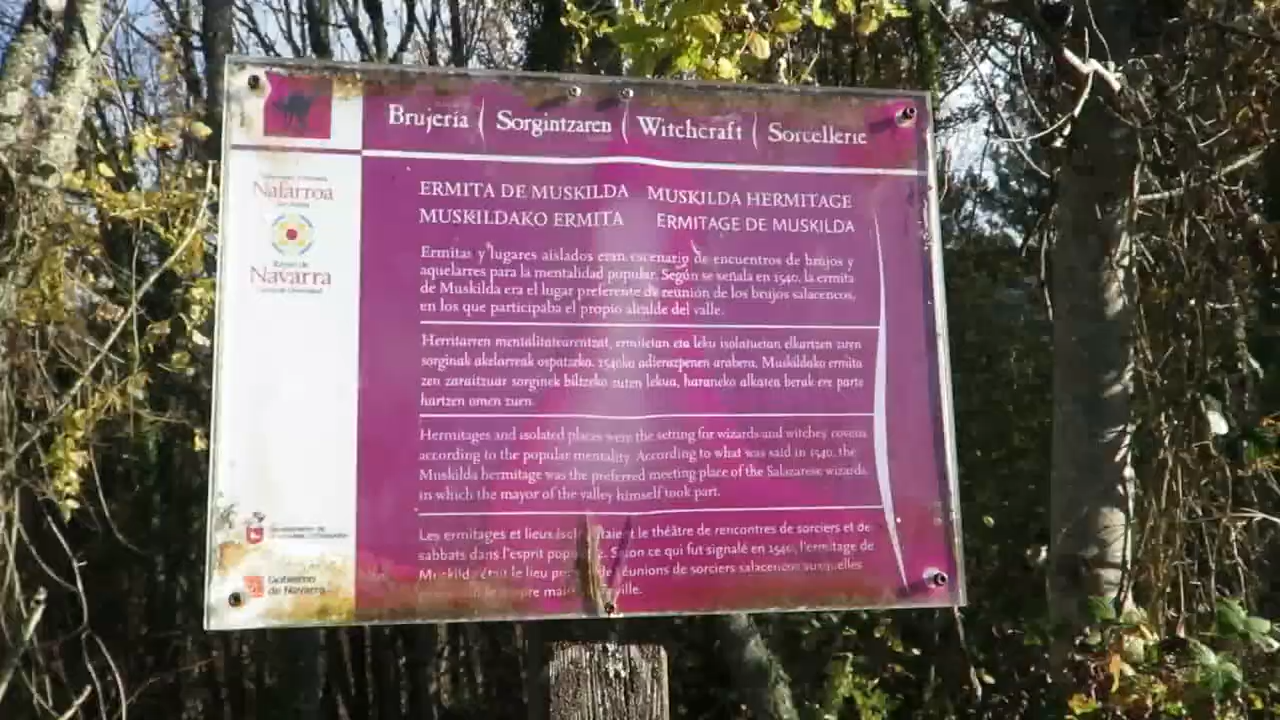 Brujería Sorgintzaren Witchcraft Sorcellerie
Nafarroa
Navarra
ERMITA DE MUSKILDA MUSKILDA HERMITAGE
MUSKILDAKO ERMITA ERMITAGE DE MUSKILDA
Ermitas y lugares aislados eran escenario de encuentros de brujos y
aquelarres para la mentalidad popular. Según se señala en 1540, la ermita
de Muskilda era el lugar preferente de reunión de los brujos salacencos,
en los que participaba el propio alcalde del valle.
Herritarren mentalitatearentzat, ermitetan eta leku isolatuetan elkartzen ziren
sorginak akelarreak ospatzeko. 1540ko adierazpenen arabera, Muskildako ermita
zen zaraitzuar sorginek biltzeko zuten lekua, haraneko alkatea berak ere parte
hartzen omen zuen.
Hermitages and isolated places were the setting for wizards and witches' covens
according to the popular mentality. According to what was said in 1540, the
Muskilda hermitage was the preferred meeting place of the Salazarese wizards,
in which the mayor of the valley himself took part.
Les ermitages et lieux le théâtre de rencontres de sorciers et de
sabbats dans l'esprit Selon ce qui fut signalé en 1540, l'ermitage de
était le lieu réunions de sorciers salacencos auxquelles
Gobierno
de Navarra